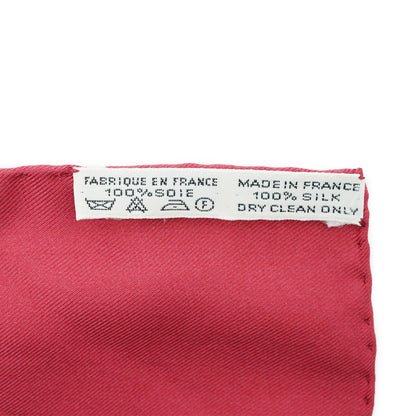 FABRIQUE EN FRANCE
100% SOIE
F
MADE IN FRANCE
100% SILK
DRY CLEAN ONLY